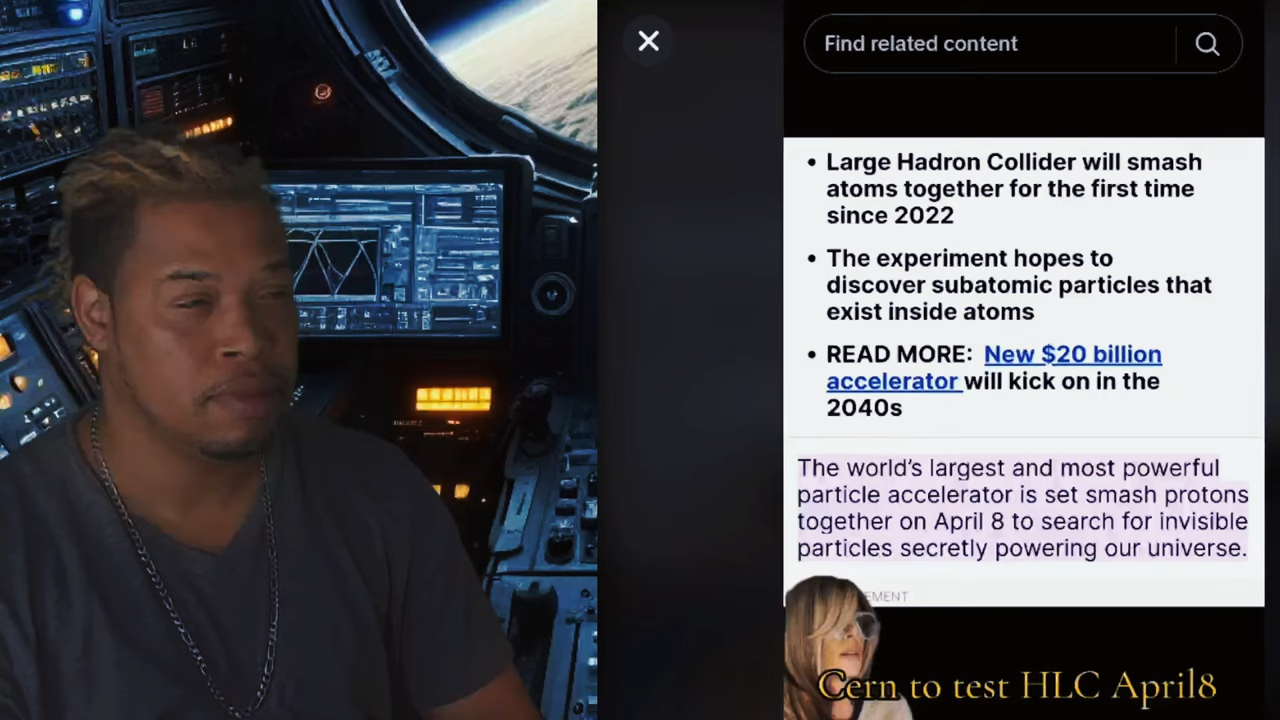 Find related content
• Large Hadron Collider will smash
atoms together for the first time
since 2022
• The experiment hopes to
discover subatomic particles that
exist inside atoms
• READ MORE: New $20 billion
accelerator will kick on in the
2040s
The world's largest and most powerful
particle accelerator is set smash protons
together on April 8 to search for invisible
particles secretly powering our universe.
EMENT
Cern to test HLC April8